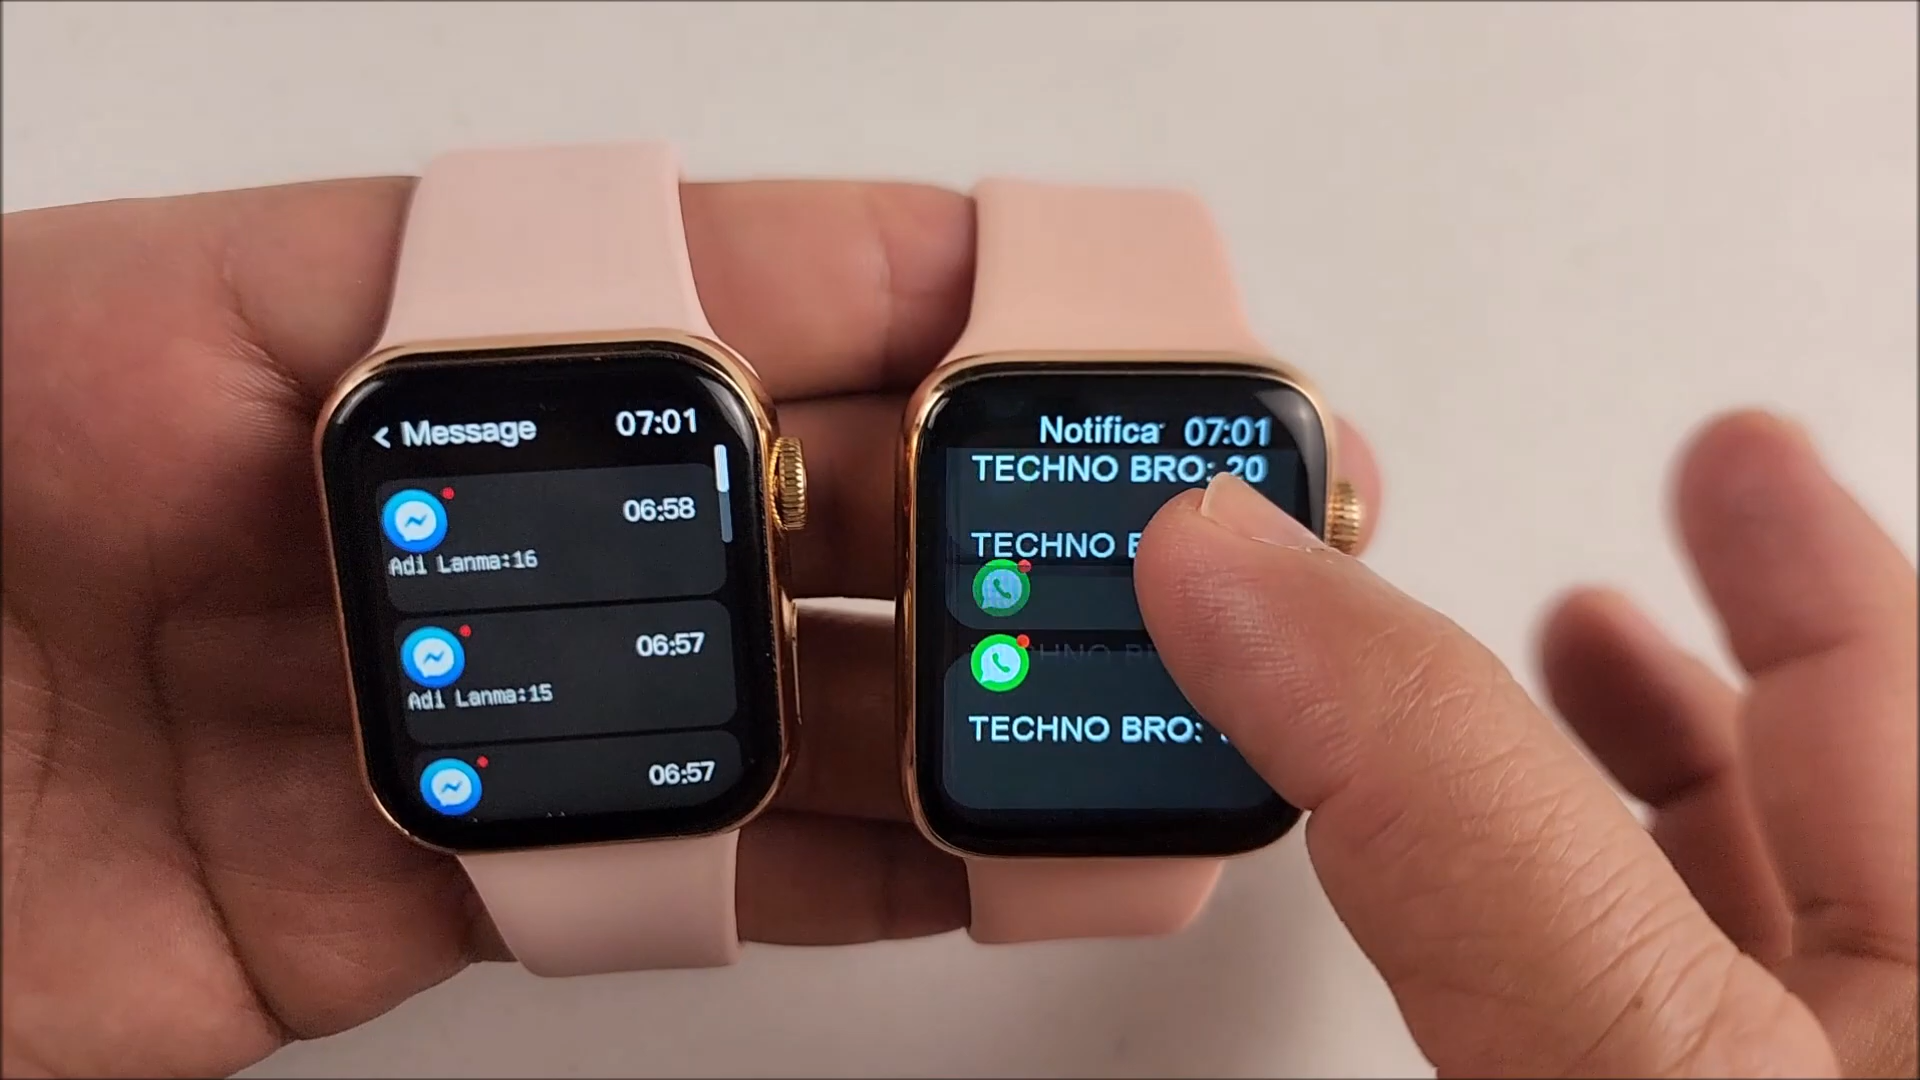 < Message 07:01
06:58
Adi Lanma:16
06:57
Adi Lanma:15
06:57
Notifica 07:01
TECHNO BRO: 20
TECHNO
TECHNO BRO: